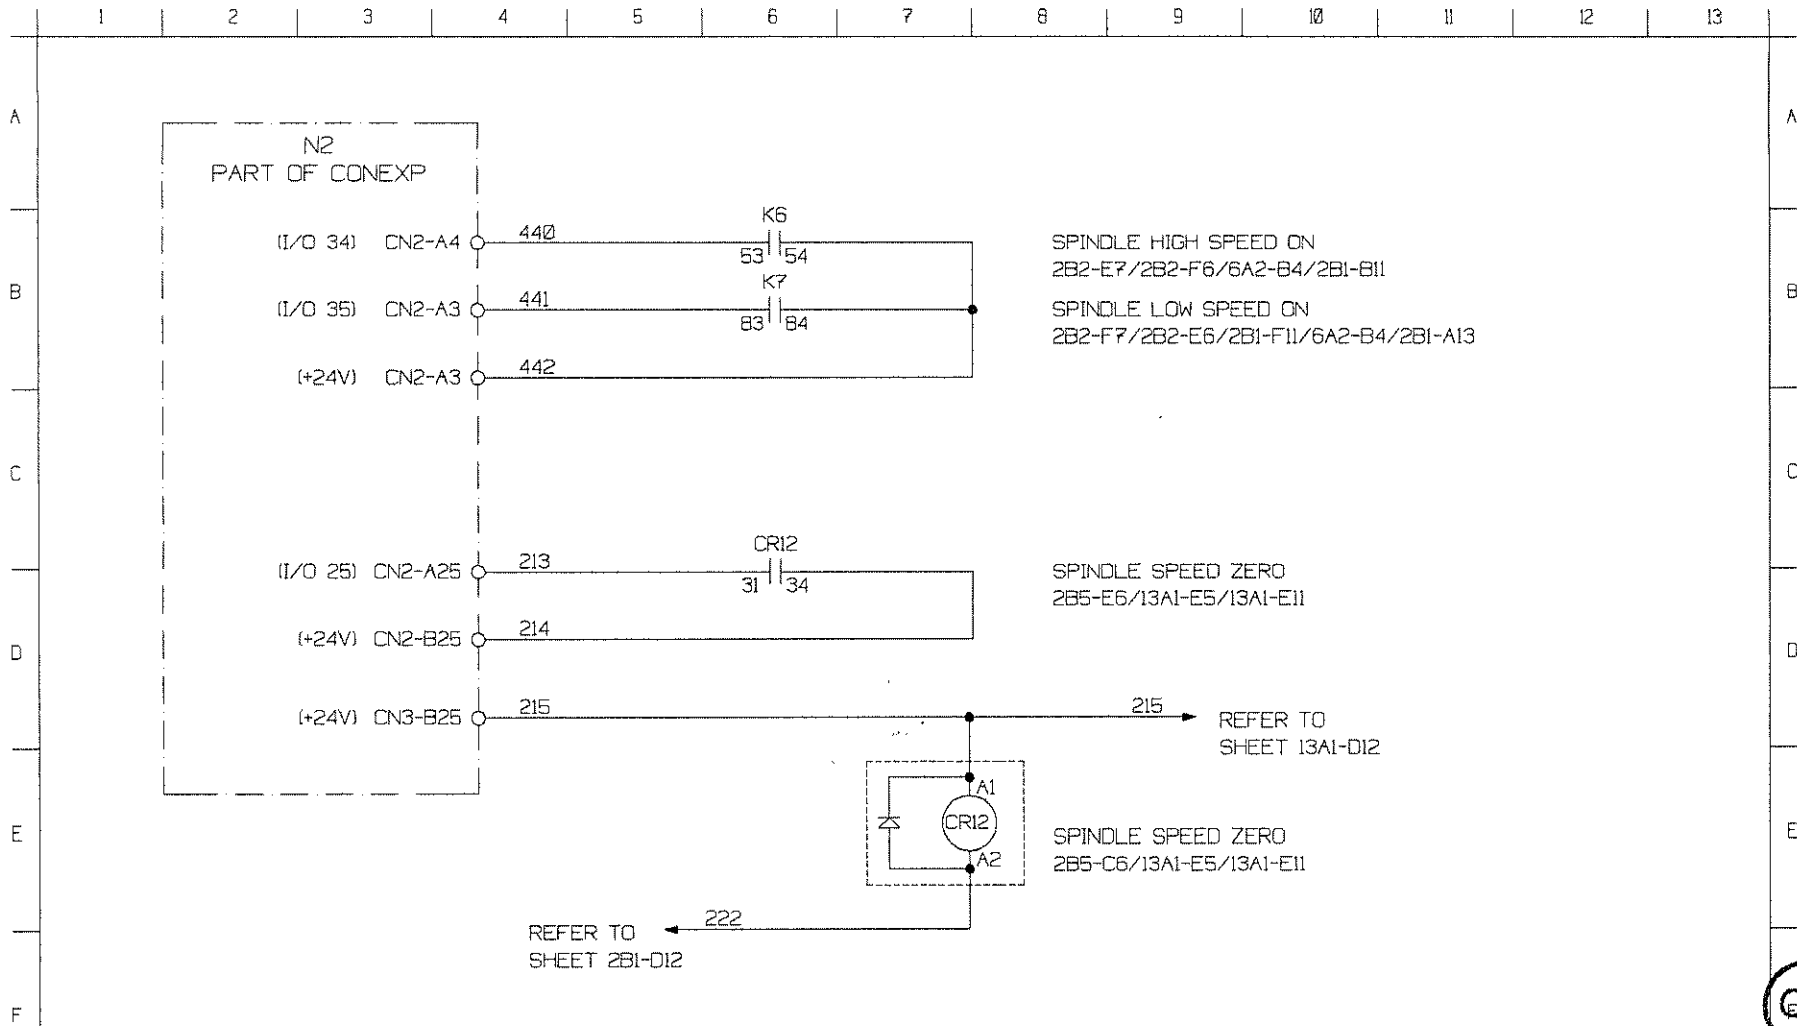 1 2 3 4 5 6 7 8 9 10 11 12 13
A A
N2
PART OF CONEXP
K6
(I/O 34) CN2-A4 440
53 54
SPINDLE HIGH SPEED ON
2B2-E7/2B2-F6/6A2-B4/2B1-B11
B B
K7
(I/O 35) CN2-A3 441
83 84
SPINDLE LOW SPEED ON
2B2-F7/2B2-E6/2B1-F11/6A2-B4/2B1-A13
(+24V) CN2-A3 442
C C
CR12
(I/O 25) CN2-A25 213
31 34
SPINDLE SPEED ZERO
2B5-E6/13A1-E5/13A1-E11
(+24V) CN2-B25 214
D D
(+24V) CN3-B25 215
215
REFER TO
SHEET 13A1-D12
A1
CR12
A2
E E
SPINDLE SPEED ZERO
2B5-C6/13A1-E5/13A1-E11
222
REFER TO
SHEET 2B1-D12
F